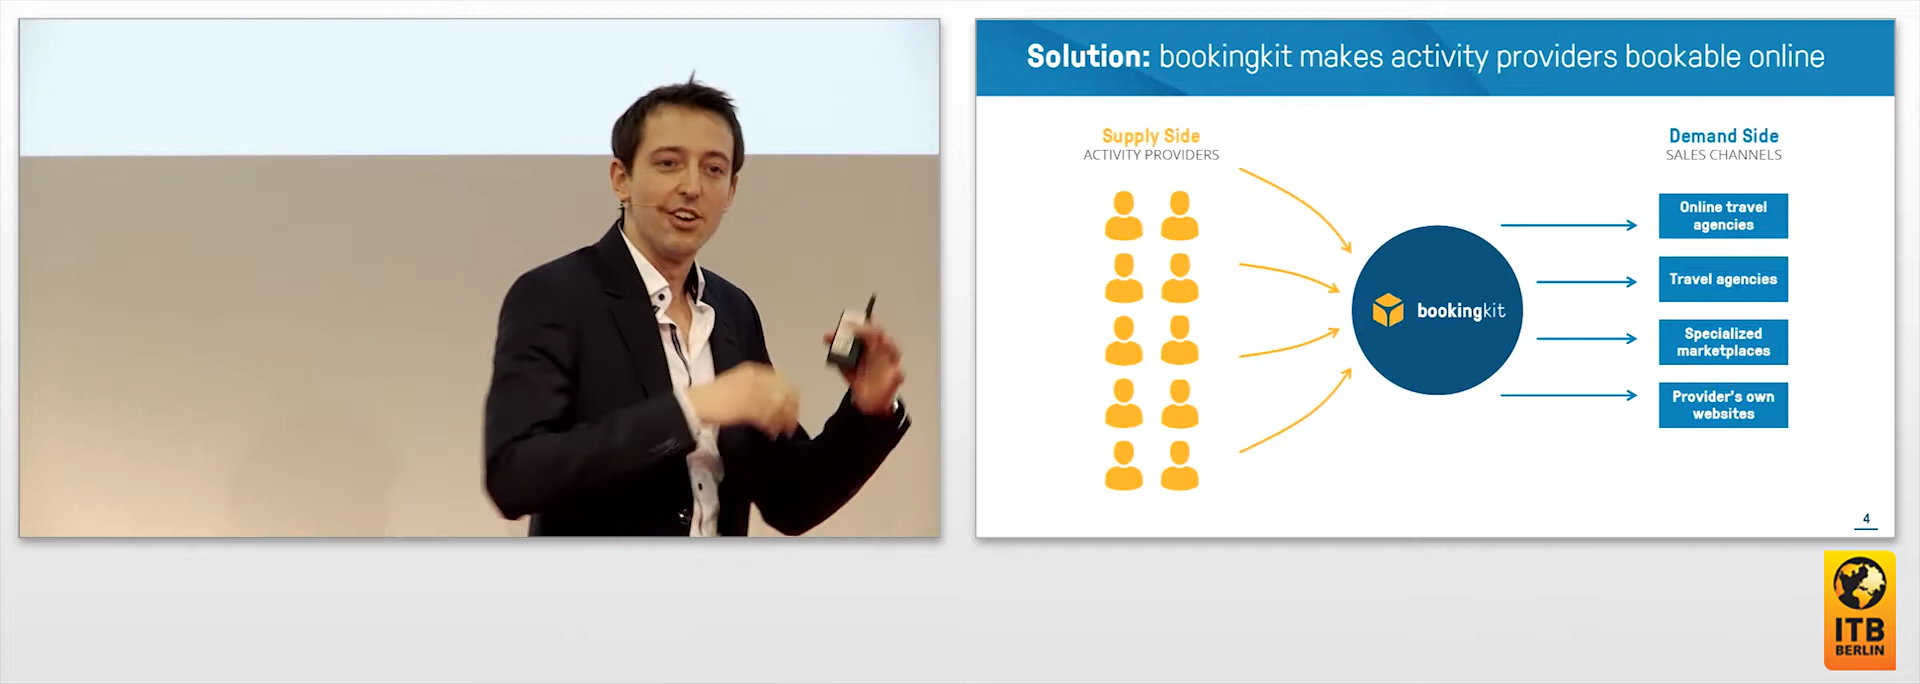 Solution: bookingkit makes activity providers bookable online
Supply Side
ACTIVITY PROVIDERS
Demand Side
SALES CHANNELS
bookingkit
Online travel
agencies
Travel agencies
Specialized
marketplaces
Provider's own
websites
4
ITB
BERLIN